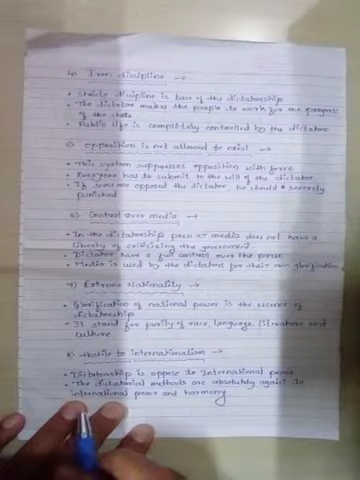 4) Iron discipline →
• Stricte discipline is base of the dictatorship
• The dictator makes the people to work for the progress
of the state
• Public life is completely controlled by the dictators
5) Opposition is not allowed to exist →
• This system suppresses opposition with force
• Everyone has to submit to the will of the dictator
• If someone opposed the dictator, he should severely
punished
6) Control over media →
• In the dictatorship press media does not have a
liberty of criticizing the government.
• Dictator have a full control over the press
• Media is used by the dictators for their own glorification
7) Extreme Nationality →
• Glorification of national power is the essence of
dictatorship
• It stand for purity of race, language, literature and
culture
8) Hostile to internationalism →
• Dictatorship is oppose to International peace
• The dictatorial methods are absolutely agaist to
international peace and harmony